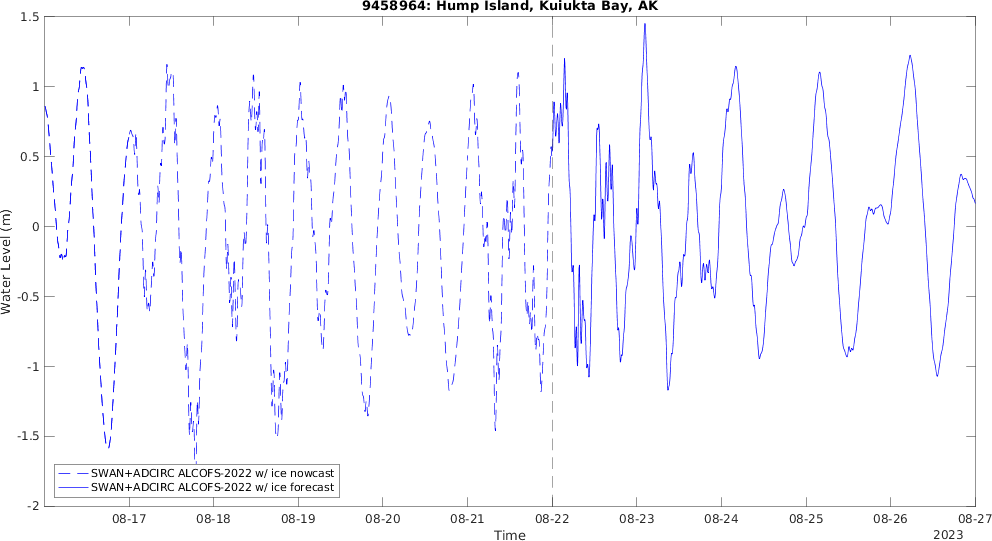 9458964: Hump Island, Kuiukta Bay, AK
1.5
1
0.5
0
-0.5
-1
-1.5
-2
Water Level (m)
SWAN+ADCIRC ALCOFS-2022 w/ ice nowcast
SWAN+ADCIRC ALCOFS-2022 w/ ice forecast
08-17 08-18 08-19 08-20 08-21 08-22 08-23 08-24 08-25 08-26 08-27
Time
2023